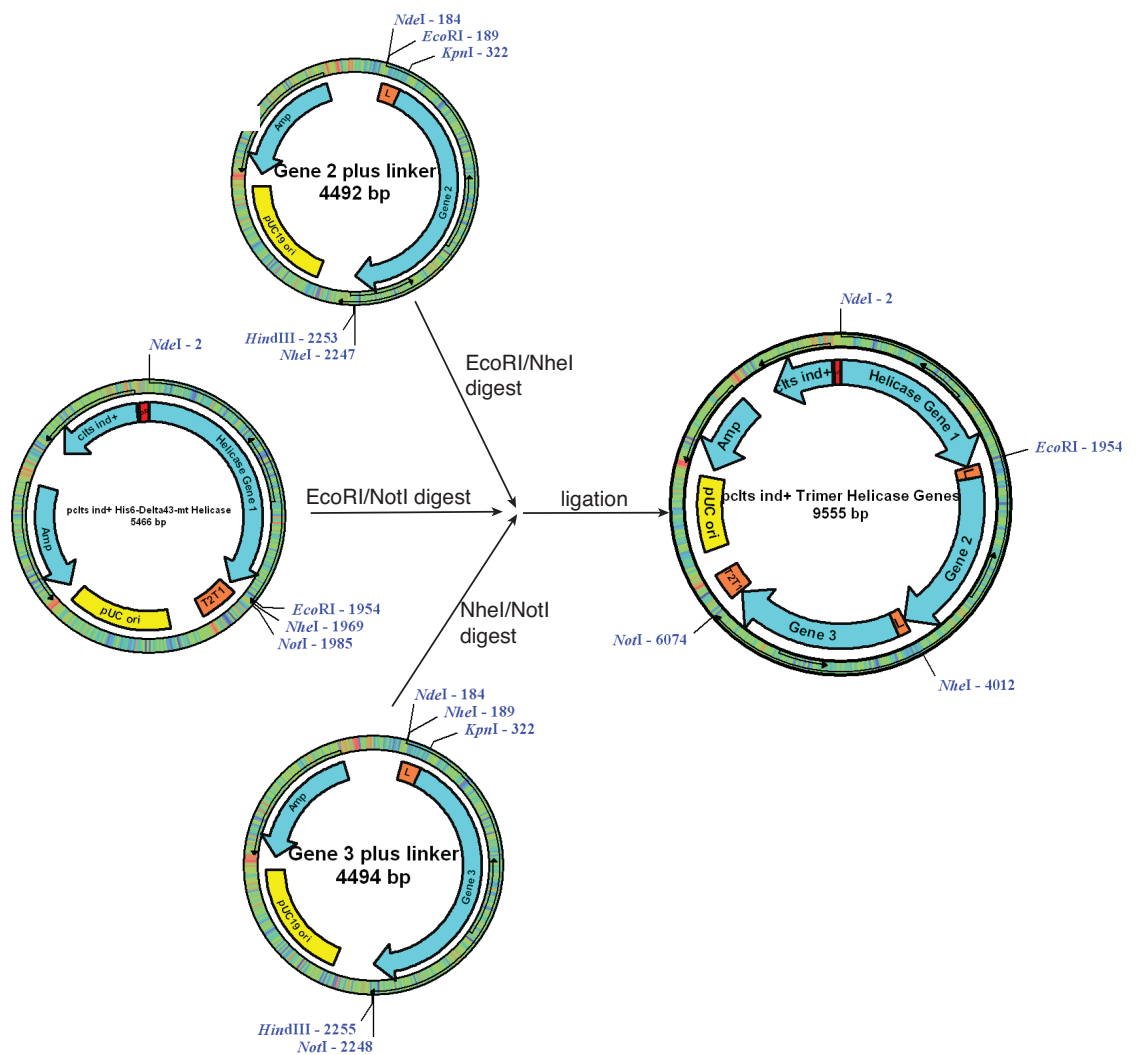 NdeI - 184
EcoRI - 189
KpnI - 322
L
Amp
Gene 2 plus linker
4492 bp
Gene 2
pUC19 ori
HindIII - 2253
NheI - 2247
EcoRI/NheI
digest
NdeI - 2
cIts ind+
Helicase Gene 1
pcIts ind+ His6-Delta43-mt Helicase
5466 bp
Amp
T2T1
pUC ori
EcoRI - 1954
NheI - 1969
NotI - 1985
EcoRI/NotI digest
ligation
NheI/NotI
digest
NdeI - 2
cIts ind+
Helicase Gene 1
Amp
EcoRI - 1954
L
pUC ori
pcIts ind+ Trimer Helicase Genes
9555 bp
Gene 2
T2T1
L
Gene 3
NotI - 6074
NheI - 4012
NdeI - 184
NheI - 189
KpnI - 322
L
Amp
Gene 3 plus linker
4494 bp
Gene 3
pUC19 ori
HindIII - 2255
NotI - 2248